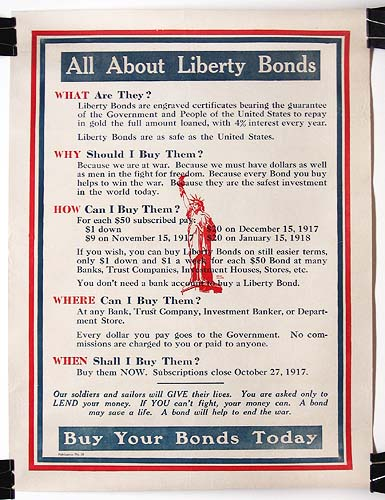 All About Liberty Bonds
WHAT Are They?
Liberty Bonds are engraved certificates bearing the guarantee
of the Government and People of the United States to repay
in gold the full amount loaned, with 4% interest every year.
Liberty Bonds are as safe as the United States.
WHY Should I Buy Them?
Because we are at war. Because we must have dollars as well
as men in the fight for freedom. Because every Bond you buy
helps to win the war. Because they are the safest investment
in the world today.
HOW Can I Buy Them?
For each $50 subscribed pay:
$1 down $20 on December 15, 1917
$9 on November 15, 1917 $20 on January 15, 1918
If you wish, you can buy Liberty Bonds on still easier terms,
only $1 down and $1 a week for each $50 Bond at many
Banks, Trust Companies, Investment Houses, Stores, etc.
You don't need a bank account to buy a Liberty Bond.
WHERE Can I Buy Them?
At any Bank, Trust Company, Investment Banker, or Depart-
ment Store.
Every dollar you pay goes to the Government. No com-
missions are charged to you or paid to anyone.
WHEN Shall I Buy Them?
Buy them NOW. Subscriptions close October 27, 1917.
Our soldiers and sailors will GIVE their lives. You are asked only to
LEND your money. If YOU can't fight, your money can. A bond
may save a life. A bond will help to end the war.
Buy Your Bonds Today